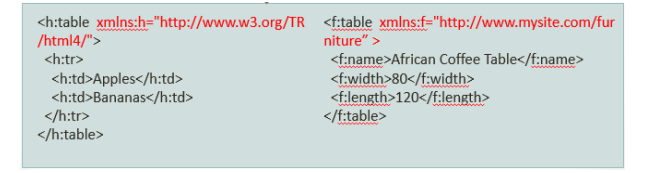 <h:table xmlns:h="http://www.w3.org/TR
/html4/">
<h:tr>
<h:td>Apples</h:td>
<h:td>Bananas</h:td>
</h:tr>
</h:table>
<f:table xmlns:f="http://www.mysite.com/fur
niture” >
<f:name>African Coffee Table</f:name>
<f:width>80</f:width>
<f:length>120</f:length>
</f:table>